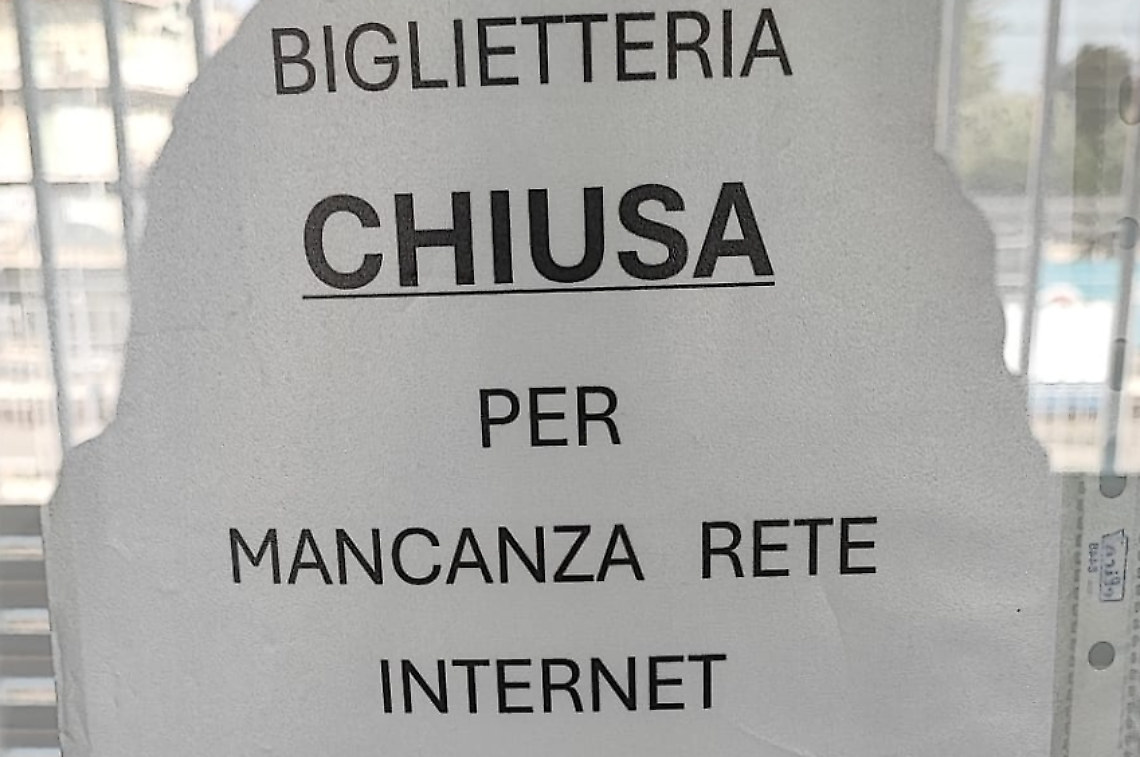 BIGLIETTERIA
CHIUSA
PER
MANCANZA RETE
INTERNET